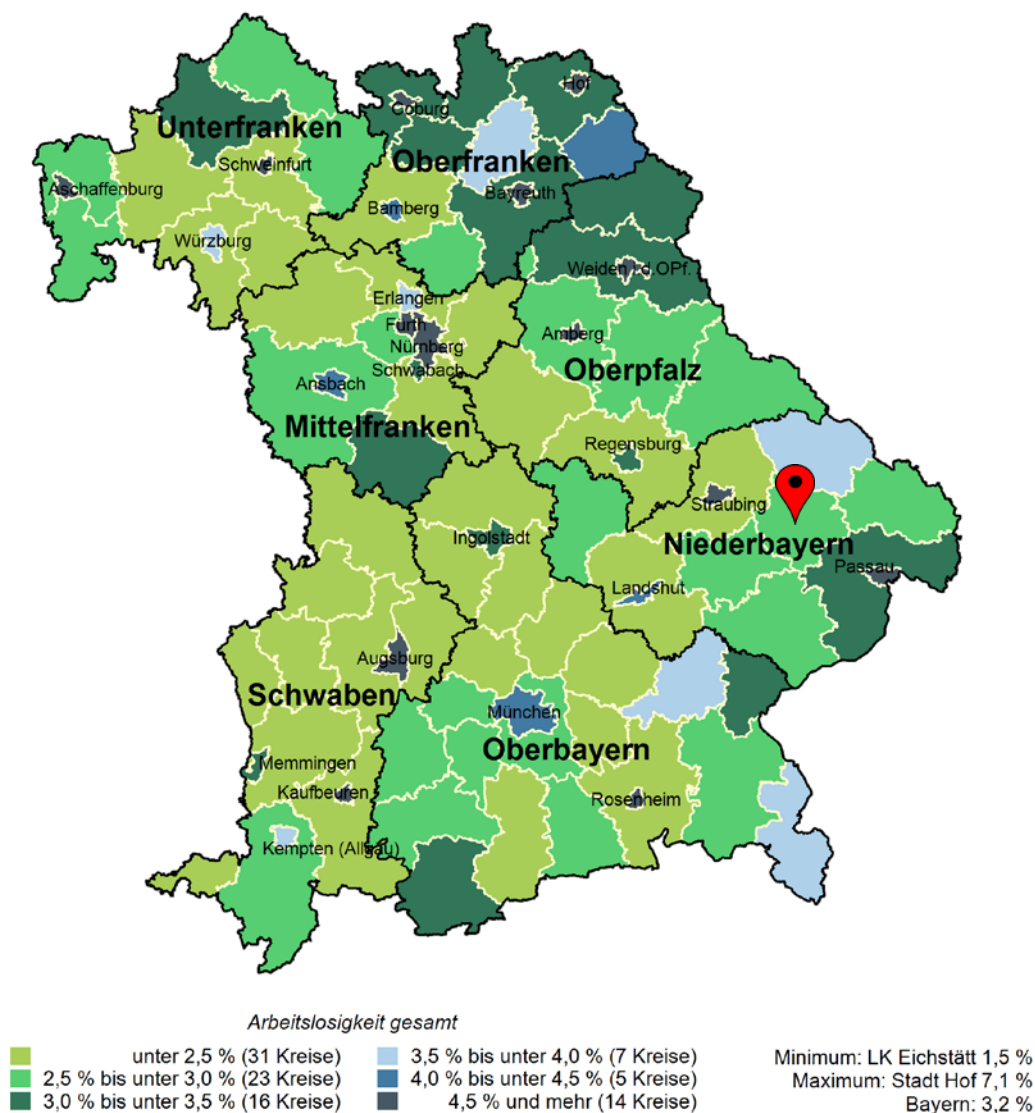 Hof
Coburg
Unterfranken
Oberfranken
Schweinfurt
Aschaffenburg
Bayreuth
Bamberg
Würzburg
Weiden i.d.OPf.
Erlangen
Fürth
Amberg
Nürnberg
Schwabach
Oberpfalz
Ansbach
Mittelfranken
Regensburg
Straubing
Ingolstadt
Niederbayern
Passau
Landshut
Augsburg
Schwaben
München
Oberbayern
Memmingen
Kaufbeuren
Rosenheim
Kempten (Allgäu)
Arbeitslosigkeit gesamt
unter 2,5 % (31 Kreise)
2,5 % bis unter 3,0 % (23 Kreise)
3,0 % bis unter 3,5 % (16 Kreise)
3,5 % bis unter 4,0 % (7 Kreise)
4,0 % bis unter 4,5 % (5 Kreise)
4,5 % und mehr (14 Kreise)
Minimum: LK Eichstätt 1,5 %
Maximum: Stadt Hof 7,1 %
Bayern: 3,2 %